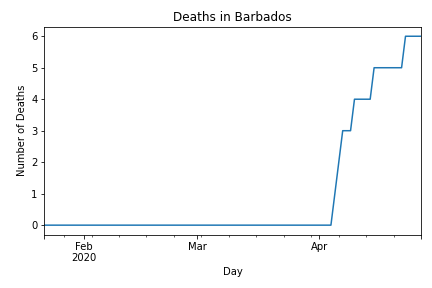 Deaths in Barbados
Number of Deaths
6
5
4
3
2
1
0
Feb
2020
Mar
Apr
Day